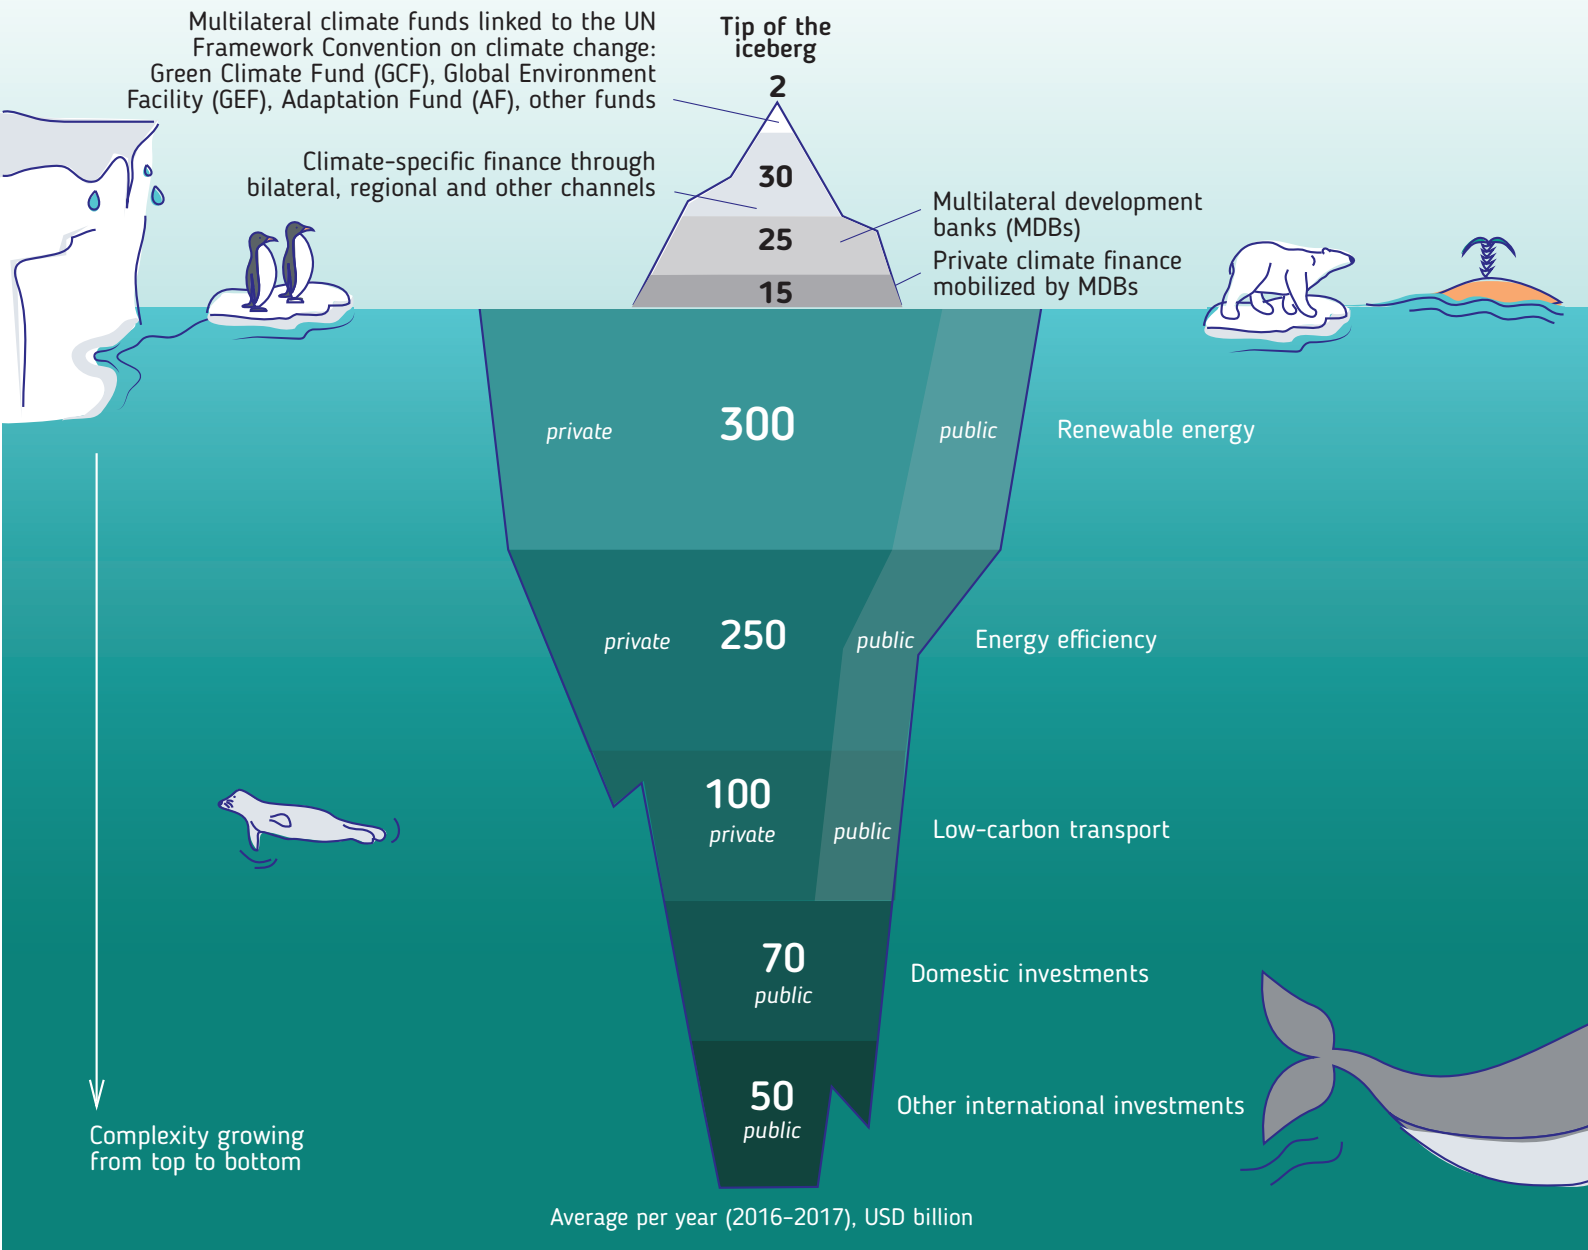 Multilateral climate funds linked to the UN
Framework Convention on climate change:
Green Climate Fund (GCF), Global Environment
Facility (GEF), Adaptation Fund (AF), other funds
Tip of the
iceberg
2
Climate-specific finance through
bilateral, regional and other channels
30
Multilateral development
banks (MDBs)
25
Private climate finance
mobilized by MDBs
15
private
300
public
Renewable energy
private
250
public
Energy efficiency
100
private
public
Low-carbon transport
70
public
Domestic investments
50
public
Other international investments
Complexity growing
from top to bottom
Average per year (2016-2017), USD billion